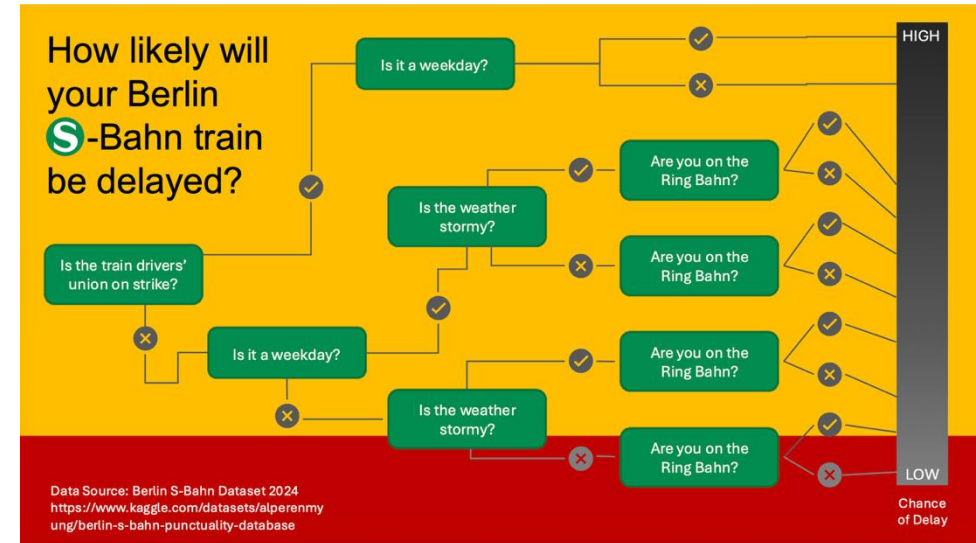 How likely will
your Berlin
S-Bahn train
be delayed?
Is it a weekday?
HIGH
Are you on the
Ring Bahn?
Is the weather
stormy?
Are you on the
Ring Bahn?
Is the train drivers’
union on strike?
Is it a weekday?
Are you on the
Ring Bahn?
Is the weather
stormy?
Are you on the
Ring Bahn?
LOW
Chance
of Delay
Data Source: Berlin S-Bahn Dataset 2024
https://www.kaggle.com/datasets/alperenmy
ung/berlin-s-bahn-punctuality-database